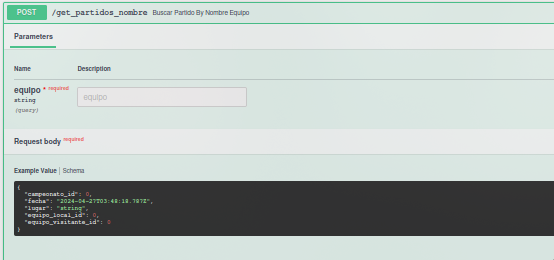 POST /get_partidos_nombre Buscar Partido By Nombre Equipo
Parameters
Name Description
equipo * required
string
(query)
equipo
Request body required
Example Value | Schema
{
"campeonato_id": 0,
"fecha": "2024-04-27T03:48:18.787Z",
"lugar": "string",
"equipo_local_id": 0,
"equipo_visitante_id": 0
}